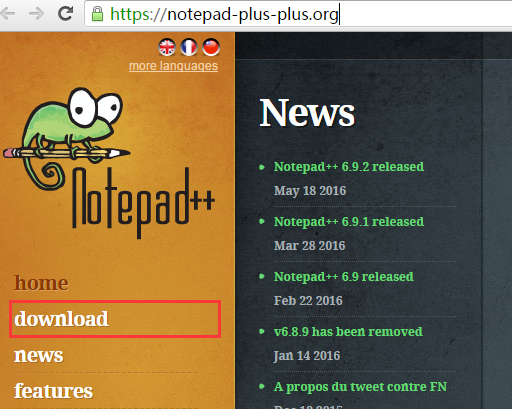 https://notepad-plus-plus.org
more languages
Notepad++
home
download
news
features
News
Notepad++ 6.9.2 released
May 18 2016
Notepad++ 6.9.1 released
Mar 28 2016
Notepad++ 6.9 released
Feb 22 2016
v6.8.9 has been removed
Jan 14 2016
A propos du tweet contre FN